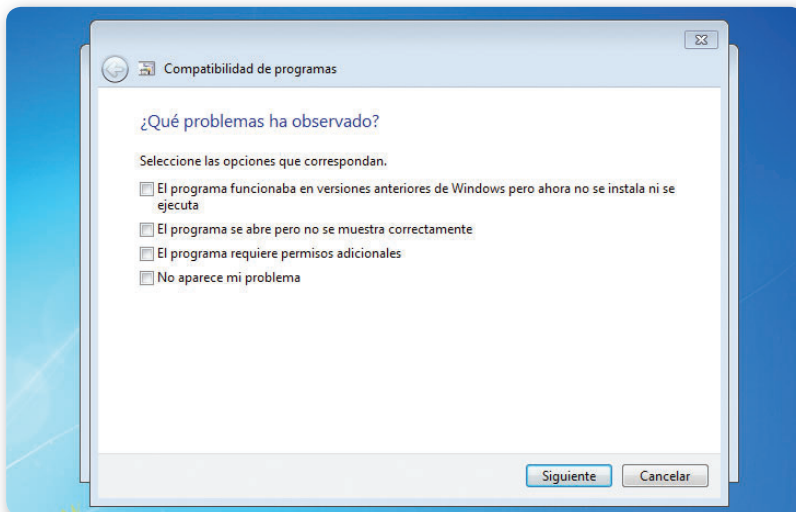 Compatibilidad de programas
¿Qué problemas ha observado?
Seleccione las opciones que correspondan.
El programa funcionaba en versiones anteriores de Windows pero ahora no se instala ni se
ejecuta
El programa se abre pero no se muestra correctamente
El programa requiere permisos adicionales
No aparece mi problema
Siguiente
Cancelar